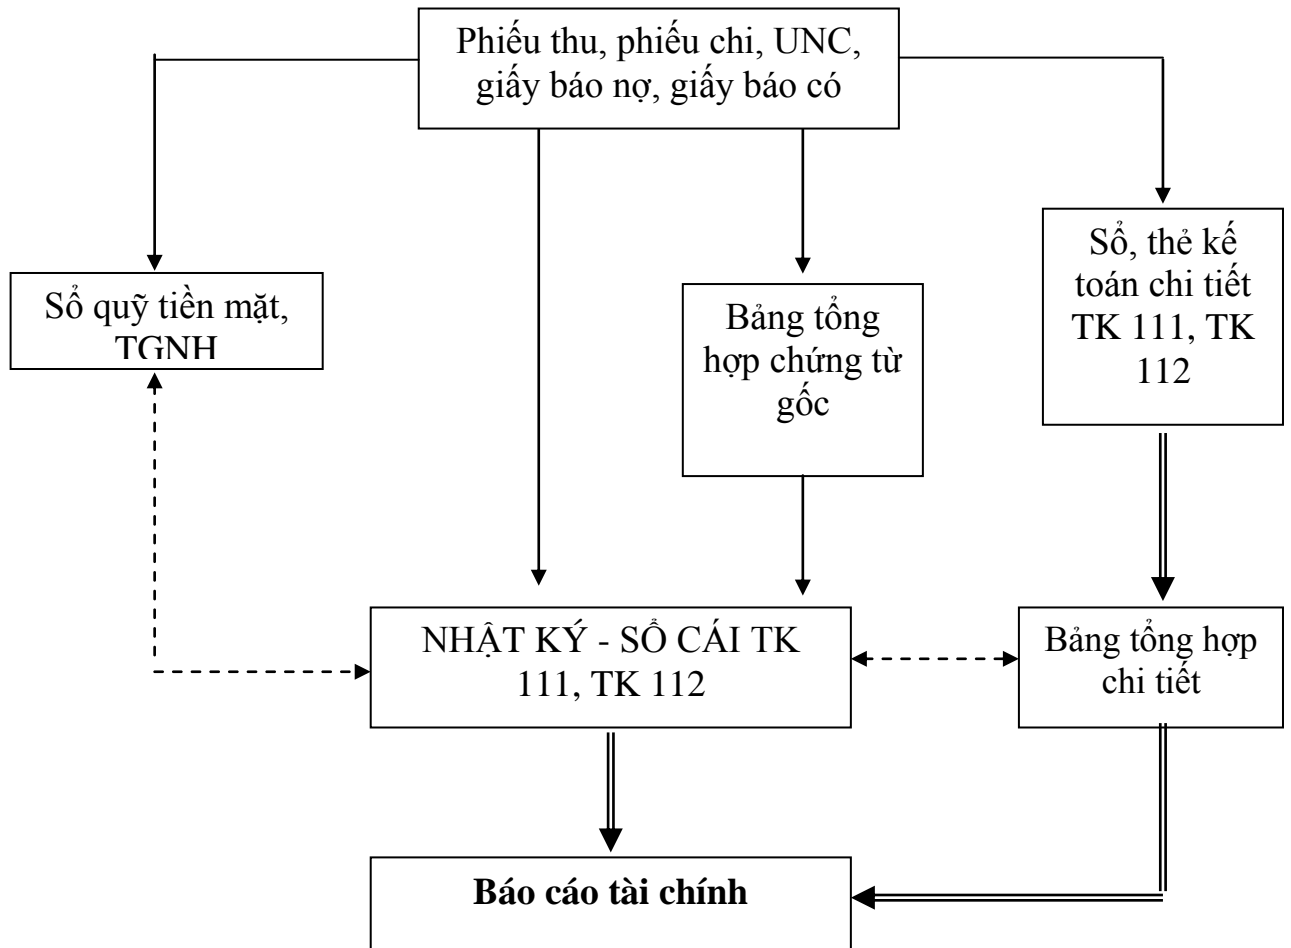 Phiếu thu, phiếu chi, UNC,
giấy báo nợ, giấy báo có
Sổ quỹ tiền mặt,
TGNH
Bảng tổng
hợp chứng từ
gốc
Sổ, thẻ kế
toán chi tiết
TK 111, TK
112
NHẬT KÝ - SỔ CÁI TK
111, TK 112
Bảng tổng hợp
chi tiết
Báo cáo tài chính